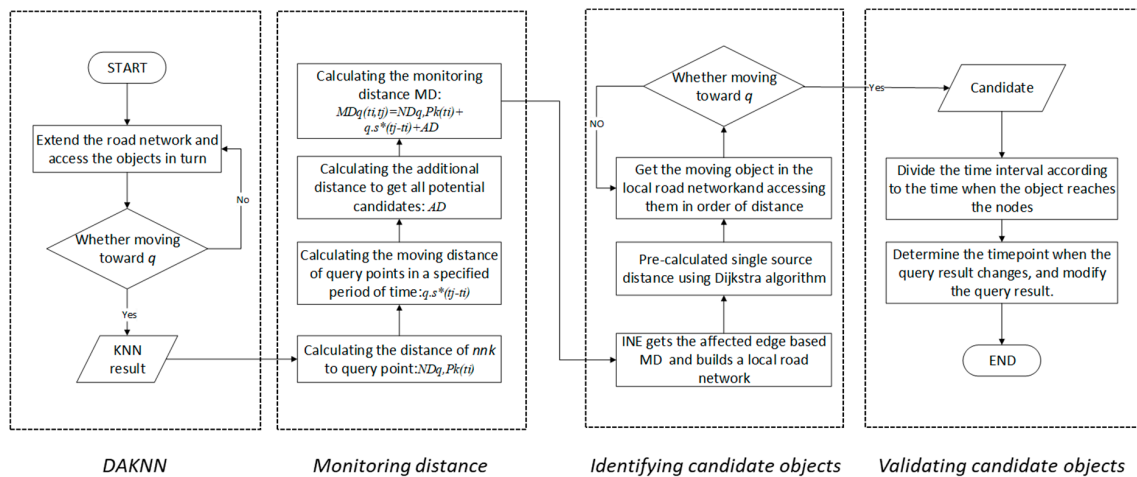 START
Extend the road network and
access the objects in turn
No
Whether moving
toward q
Yes
KNN
result
DAKNN
Calculating the monitoring
distance MD:
MDq(ti,tj)=NDq,Pk(ti)+
q.s*(tj-ti)+AD
Calculating the additional
distance to get all potential
candidates: AD
Calculating the moving distance
of query points in a specified
period of time:q.s*(tj-ti)
Calculating the distance of nnk
to query point:NDq,Pk(ti)
Monitoring distance
Whether moving
toward q
NO
Yes
Get the moving object in the
local road networkand accessing
them in order of distance
Pre-calculated single source
distance using Dijkstra algorithm
INE gets the affected edge based
MD and builds a local road
network
Identifying candidate objects
Candidate
Divide the time interval according
to the time when the object reaches
the nodes
Determine the timepoint when the
query result changes, and modify
the query result.
END
Validating candidate objects